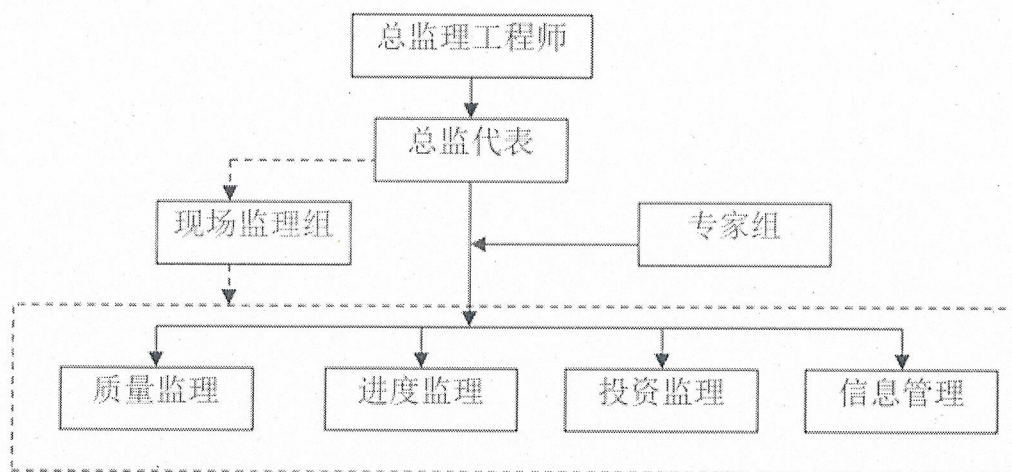 总监理工程师
总监代表
现场监理组
专家组
质量监理
进度监理
投资监理
信息管理